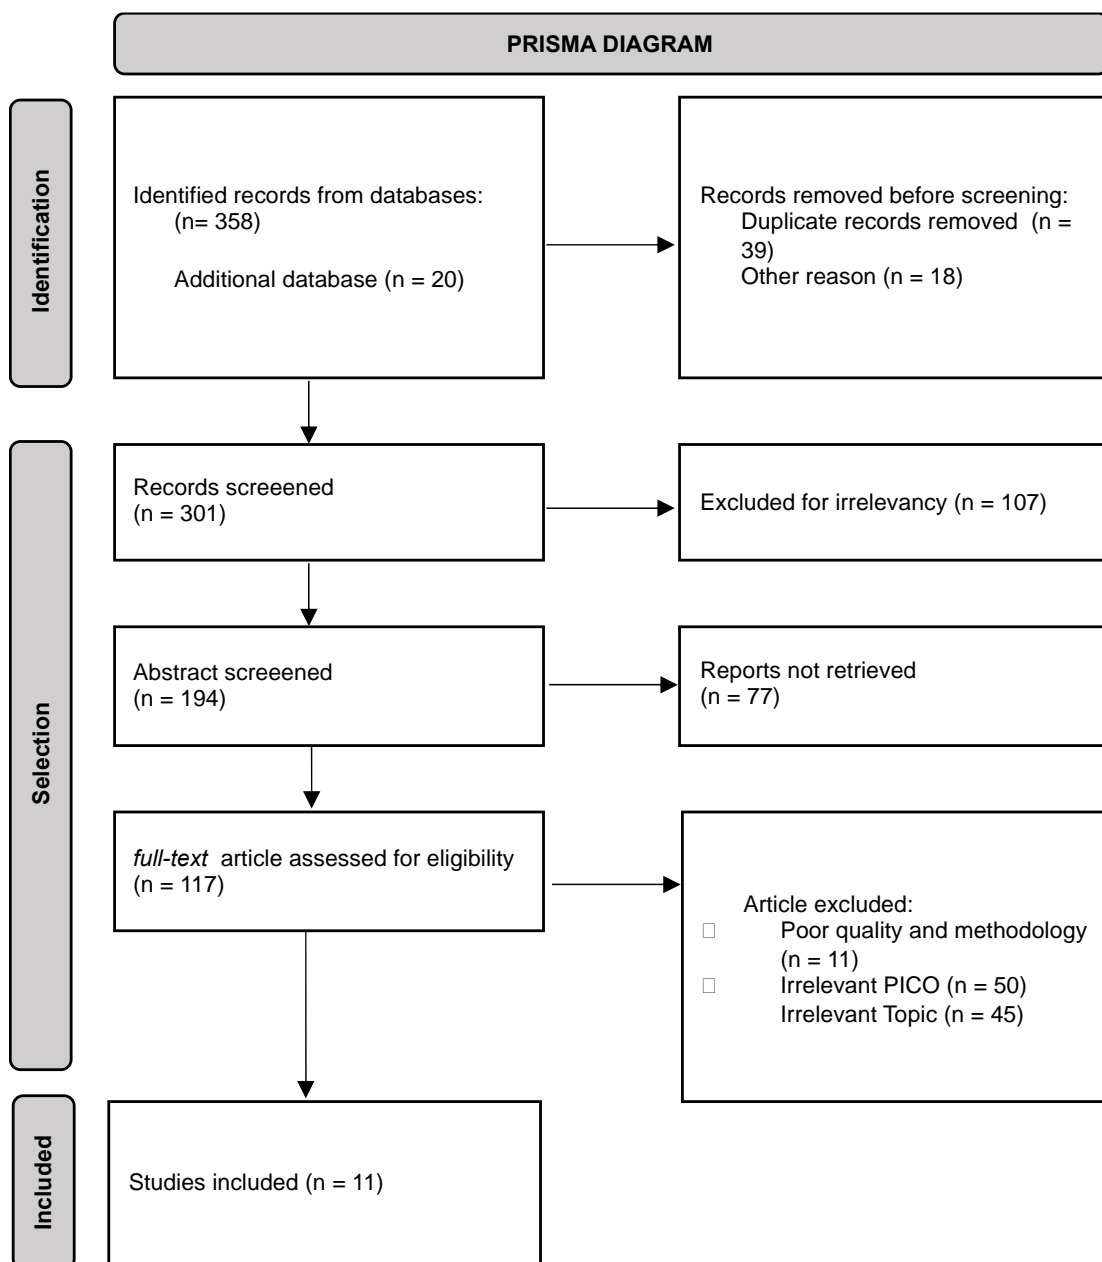 PRISMA DIAGRAM
Identification
Identified records from databases:
(n= 358)
Additional database (n = 20)
Records removed before screening:
Duplicate records removed  (n =
39)
Other reason (n = 18)
Selection
Records screeened
(n = 301)
Excluded for irrelevancy (n = 107)
Abstract screeened
(n = 194)
Reports not retrieved
(n = 77)
full-text  article assessed for eligibility
(n = 117)
Article excluded:
Poor quality and methodology
(n = 11)
Irrelevant PICO (n = 50)
Irrelevant Topic (n = 45)
Included
Studies included (n = 11)